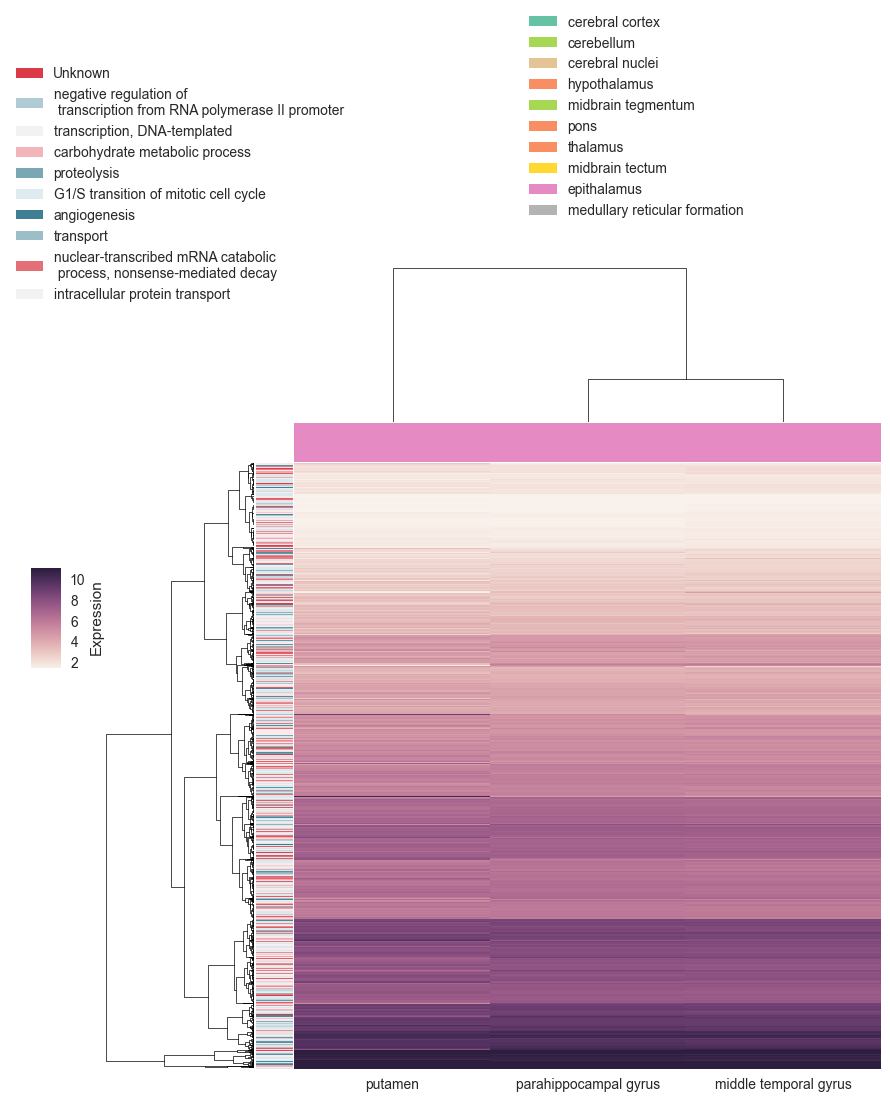 Unknown
negative regulation of
transcription from RNA polymerase II promoter
transcription, DNA-templated
carbohydrate metabolic process
proteolysis
G1/S transition of mitotic cell cycle
angiogenesis
transport
nuclear-transcribed mRNA catabolic
process, nonsense-mediated decay
intracellular protein transport
cerebral cortex
cerebellum
cerebral nuclei
hypothalamus
midbrain tegmentum
pons
thalamus
midbrain tectum
epithalamus
medullary reticular formation
10
8
6
4
2
Expression
putamen
parahippocampal gyrus
middle temporal gyrus